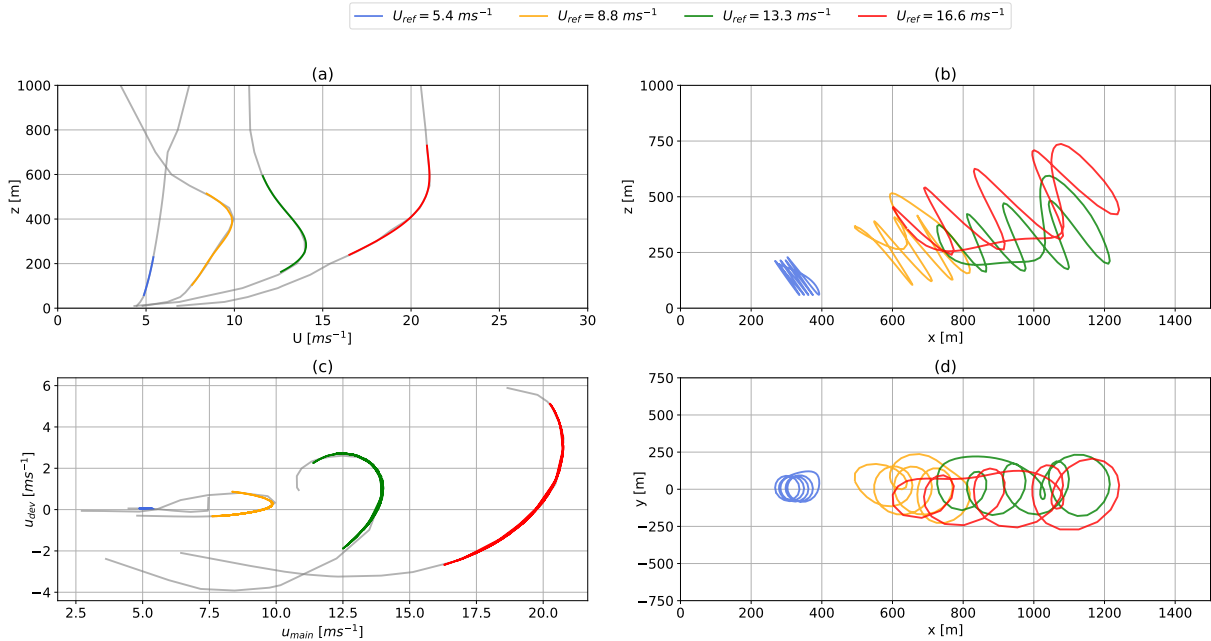 U_ref = 5.4 ms⁻¹ U_ref = 8.8 ms⁻¹ U_ref = 13.3 ms⁻¹ U_ref = 16.6 ms⁻¹
(a)
z [m]
1000
800
600
400
200
0
0 5 10 15 20 25 30
U [ms⁻¹]
(b)
z [m]
1000
750
500
250
0
0 200 400 600 800 1000 1200 1400
x [m]
(c)
u_dev [ms⁻¹]
6
4
2
0
−2
−4
2.5 5.0 7.5 10.0 12.5 15.0 17.5 20.0
u_main [ms⁻¹]
(d)
y [m]
750
500
250
0
−250
−500
−750
0 200 400 600 800 1000 1200 1400
x [m]